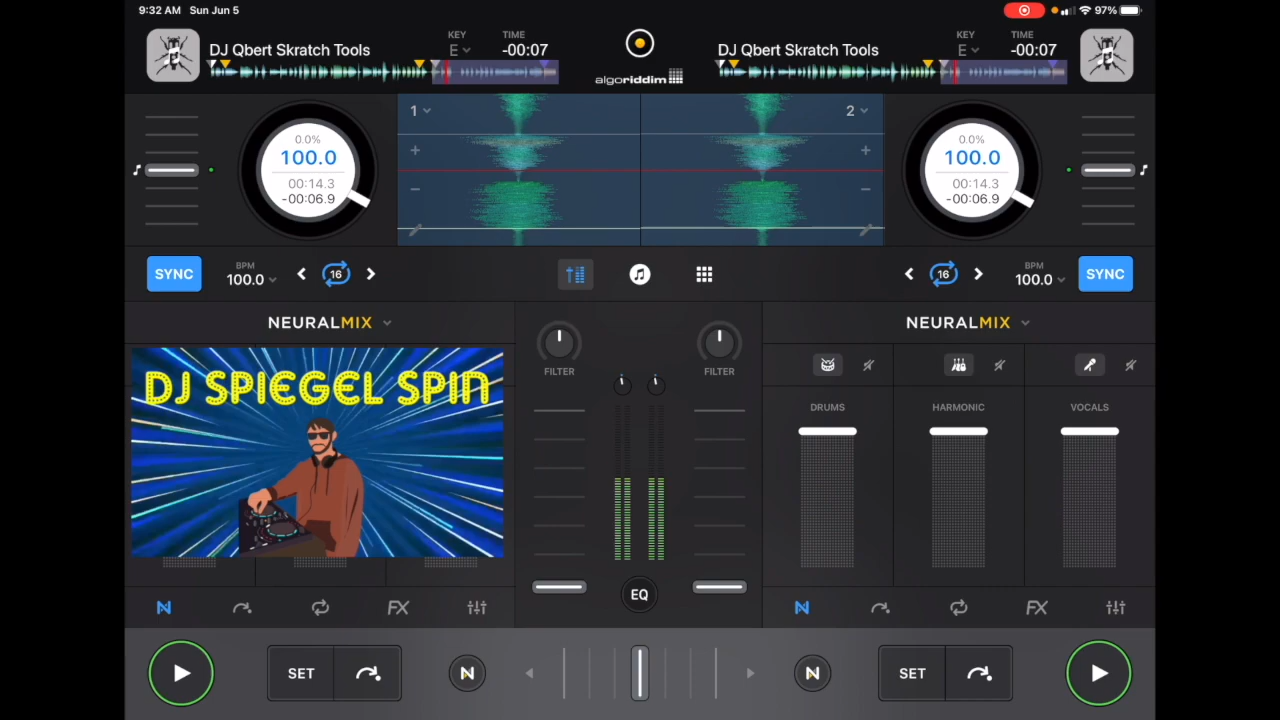 9:32 AM Sun Jun 5
97%
DJ Qbert Skratch Tools
KEY
E
TIME
-00:07
algoriddim
DJ Qbert Skratch Tools
KEY
E
TIME
-00:07
0.0%
100.0
00:14.3
-00:06.9
1
2
0.0%
100.0
00:14.3
-00:06.9
SYNC
BPM
100.0
16
16
BPM
100.0
SYNC
NEURALMIX
NEURALMIX
DJ SPIEGEL SPIN
FILTER
FILTER
DRUMS
HARMONIC
VOCALS
EQ
N
FX
N
FX
SET
N
N
SET